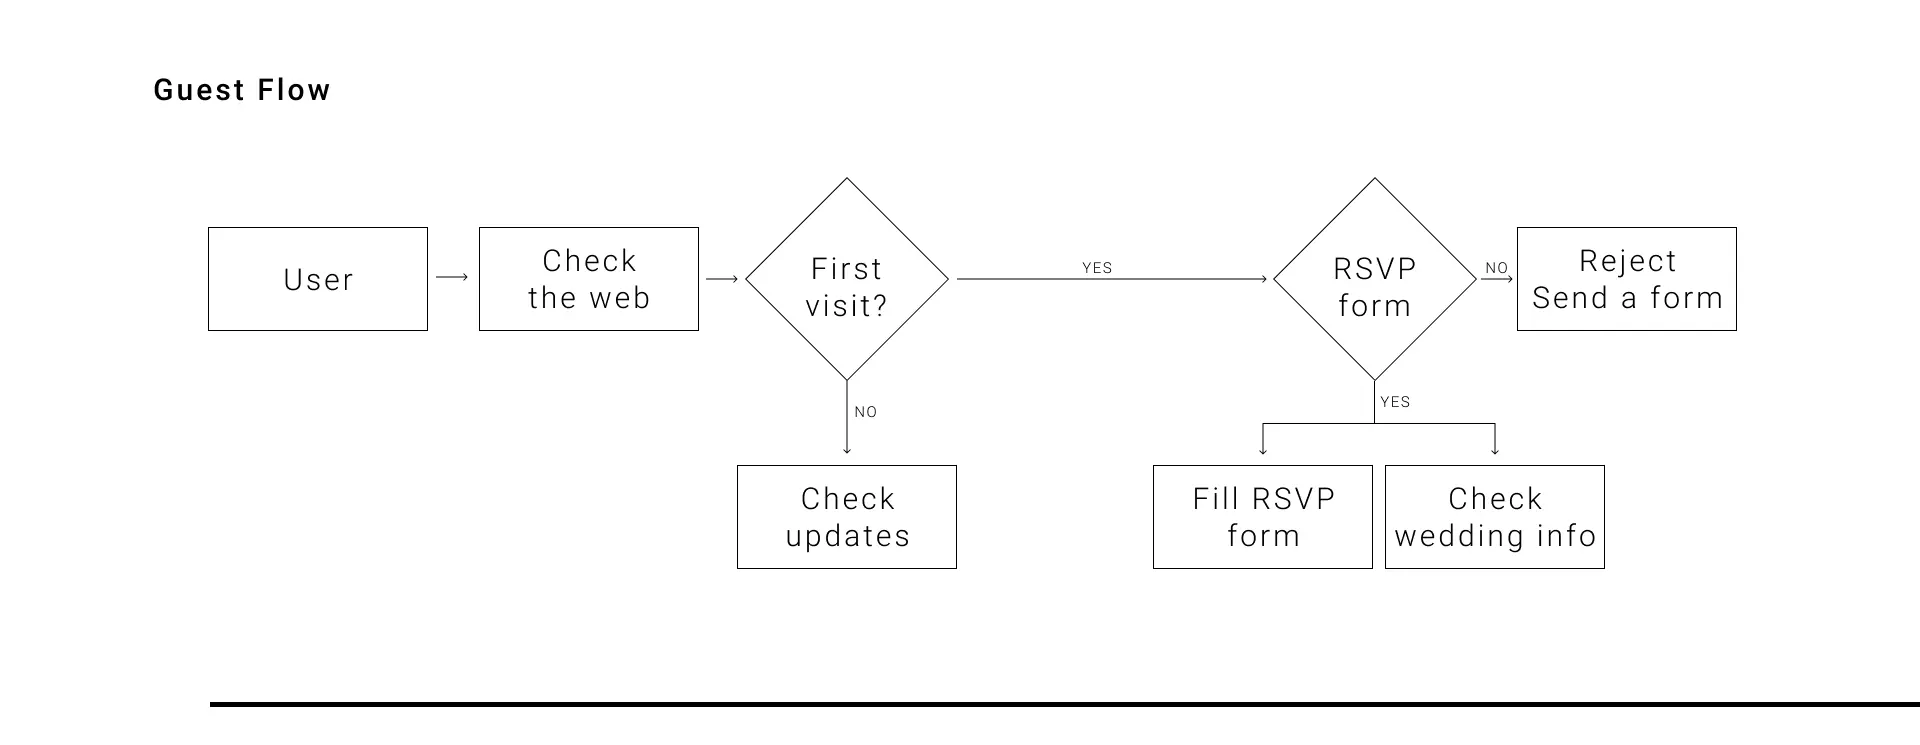 Guest Flow
User
Check
the web
First
visit?
YES
RSVP
form
NO
Reject
Send a form
NO
YES
Check
updates
Fill RSVP
form
Check
wedding info